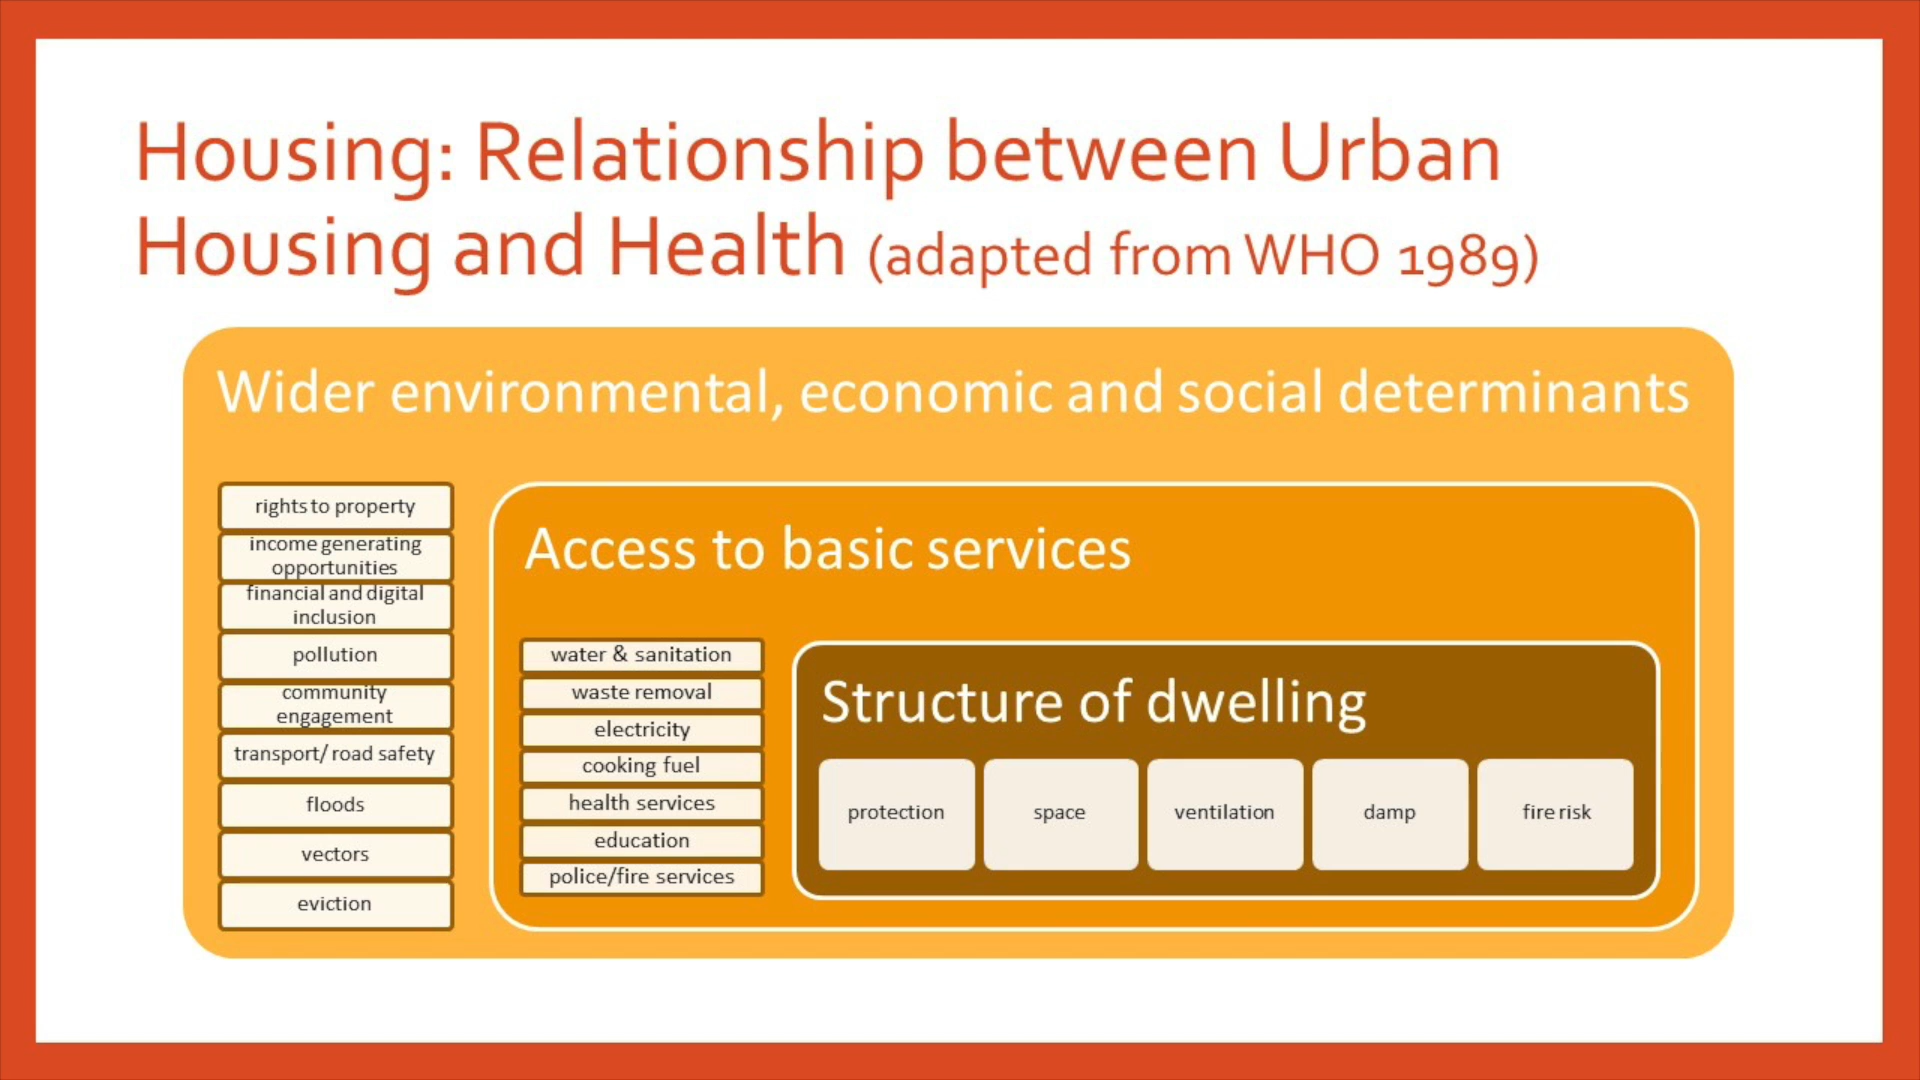 Housing: Relationship between Urban
Housing and Health (adapted from WHO 1989)
Wider environmental, economic and social determinants
rights to property
income generating
opportunities
financial and digital
inclusion
pollution
community
engagement
transport/ road safety
floods
vectors
eviction
Access to basic services
water & sanitation
waste removal
electricity
cooking fuel
health services
education
police/fire services
Structure of dwelling
protection
space
ventilation
damp
fire risk